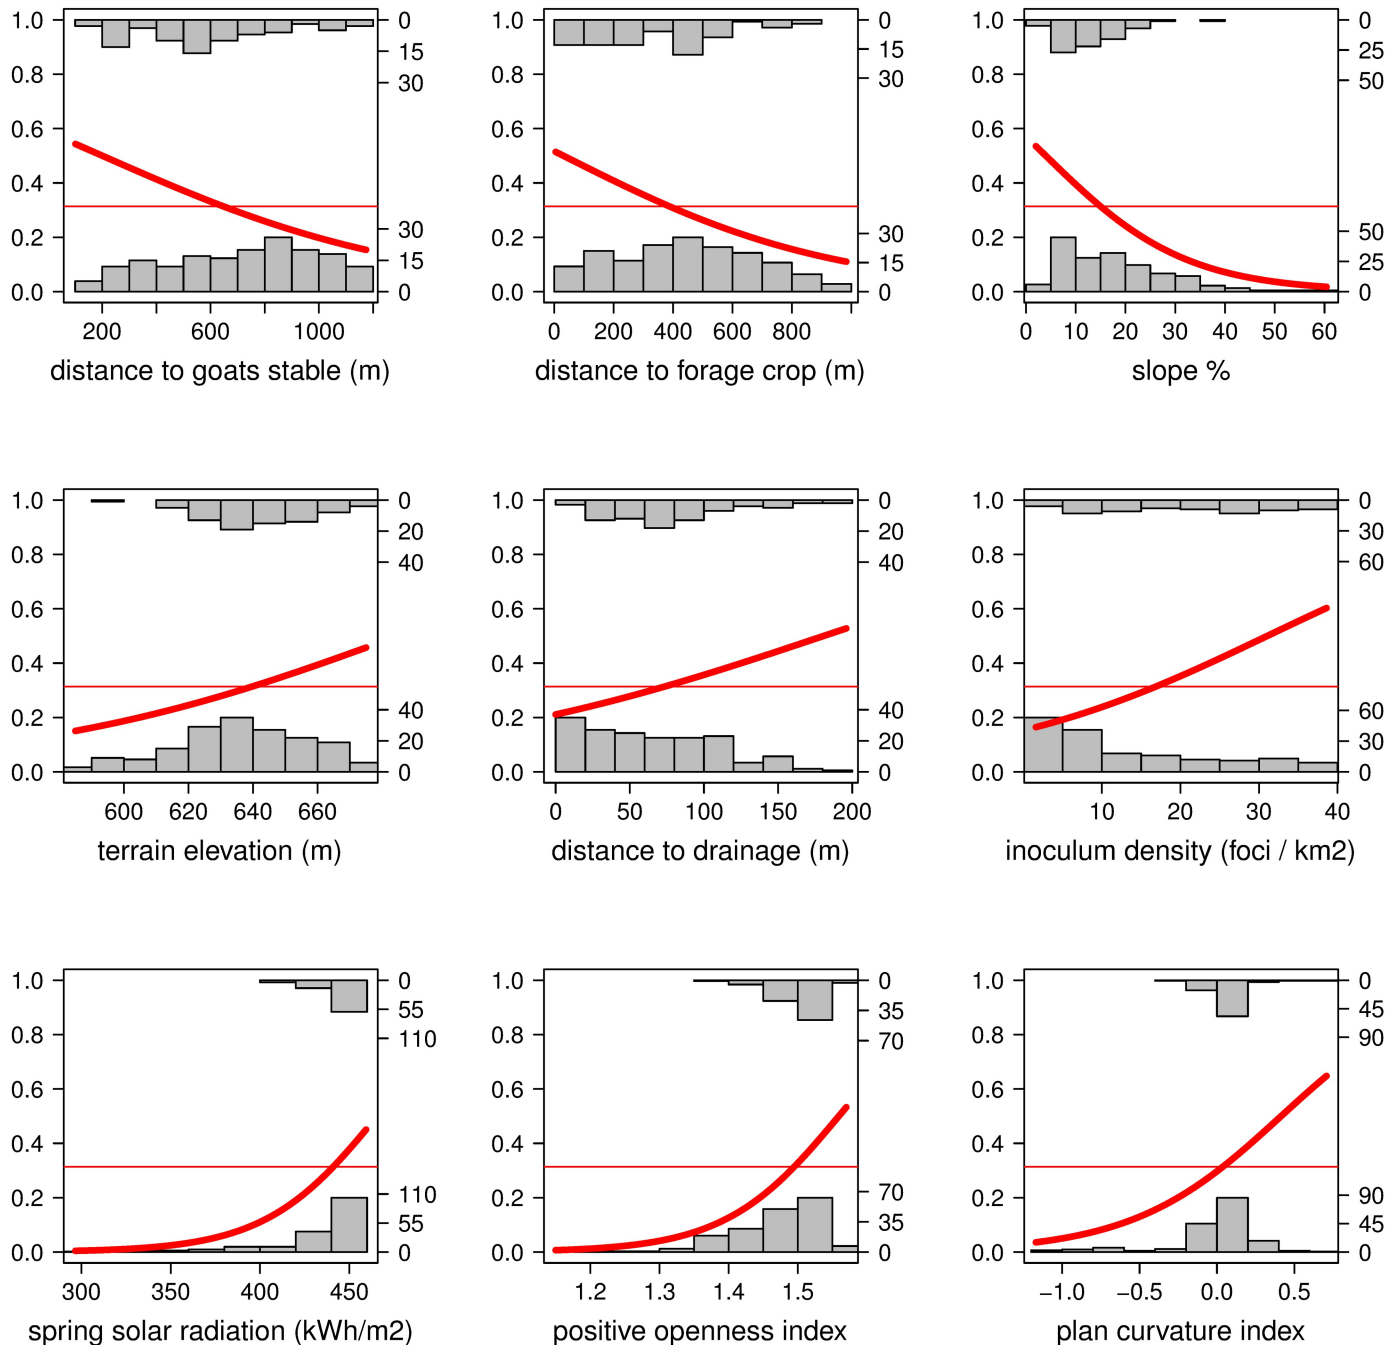 1.0 0.8 0.6 0.4 0.2 0.0
0 15 30
30 15 0
200 600 1000
distance to goats stable (m)
1.0 0.8 0.6 0.4 0.2 0.0
0 15 30
30 15 0
0 200 400 600 800
distance to forage crop (m)
1.0 0.8 0.6 0.4 0.2 0.0
0 25 50
50 25 0
0 10 20 30 40 50 60
slope %
1.0 0.8 0.6 0.4 0.2 0.0
0 20 40
40 20 0
600 620 640 660
terrain elevation (m)
1.0 0.8 0.6 0.4 0.2 0.0
0 20 40
40 20 0
0 50 100 150 200
distance to drainage (m)
1.0 0.8 0.6 0.4 0.2 0.0
0 30 60
60 30 0
10 20 30 40
inoculum density (foci / km2)
1.0 0.8 0.6 0.4 0.2 0.0
0 55 110
110 55 0
300 350 400 450
spring solar radiation (kWh/m2)
1.0 0.8 0.6 0.4 0.2 0.0
0 35 70
70 35 0
1.2 1.3 1.4 1.5
positive openness index
1.0 0.8 0.6 0.4 0.2 0.0
0 45 90
90 45 0
−1.0 −0.5 0.0 0.5
plan curvature index